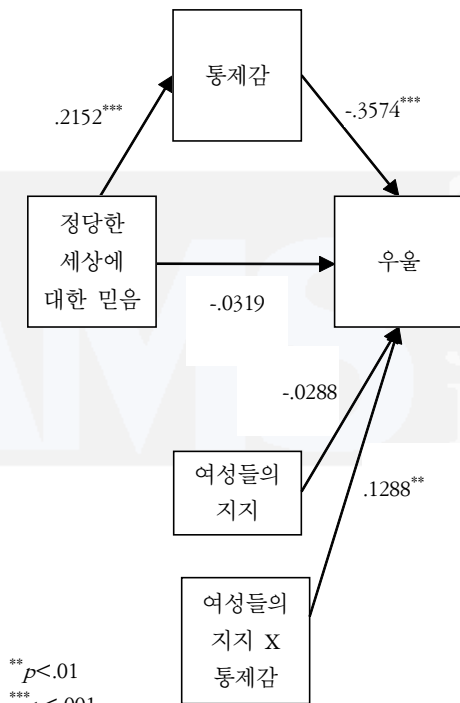 통제감
.2152***
-.3574***
정당한
세상에
대한 믿음
우울
-.0319
-.0288
여성들의
지지
.1288**
여성들의
지지 X
통제감
**p<.01
***p<.001